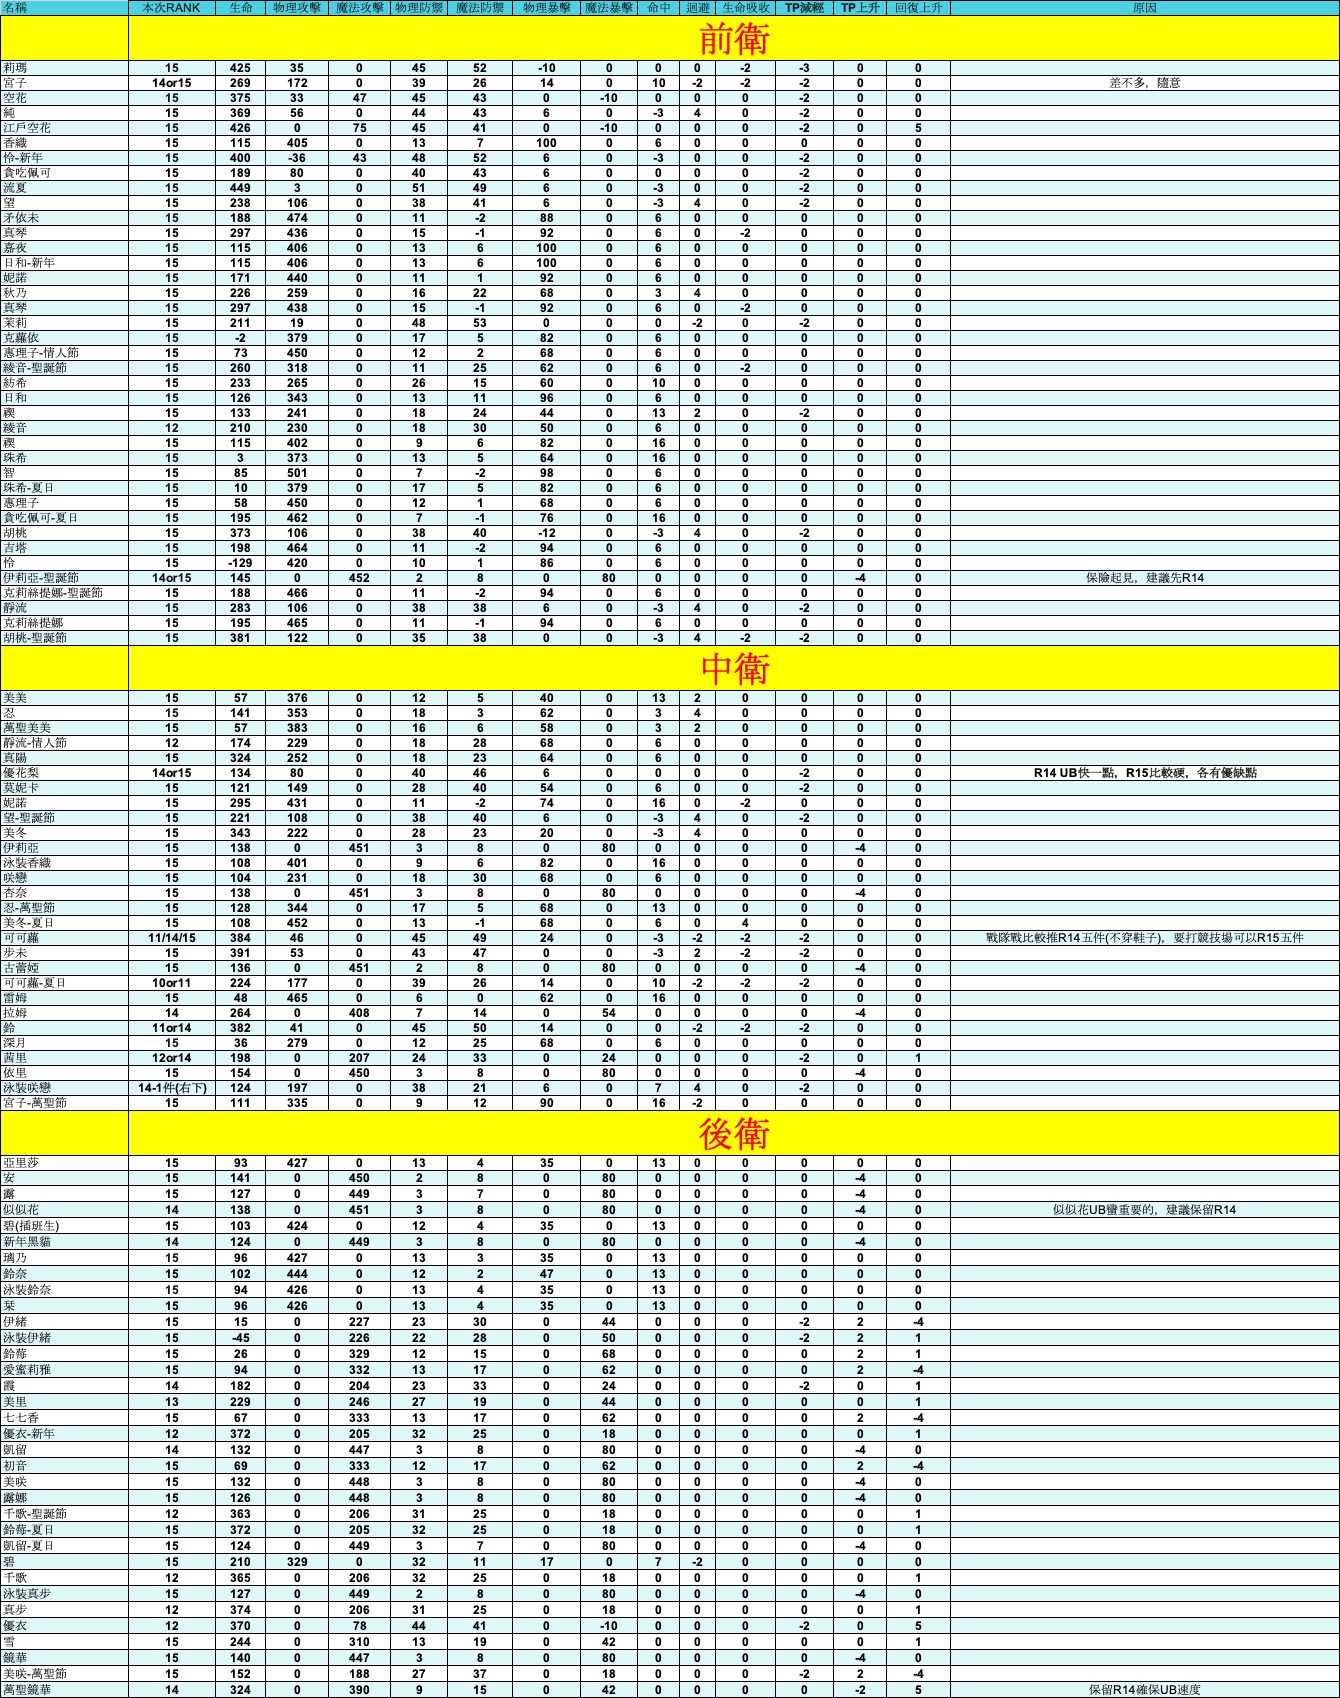 名稱 本次RANK 生命 物理攻擊 魔法攻擊 物理防禦 魔法防禦 物理暴擊 魔法暴擊 命中 迴避 生命吸收 TP減輕 TP上升 回復上升 原因
前衛
莉瑪 15 425 35 0 45 52 -10 0 0 0 -2 -3 0 0
宮子 14or15 269 172 0 39 26 14 0 10 -2 -2 -2 0 0 差不多，隨意
空花 15 375 33 47 45 43 0 -10 0 0 0 -2 0 0
純 15 369 56 0 44 43 6 0 -3 4 0 -2 0 0
江戶空花 15 426 0 75 45 41 0 -10 0 0 0 -2 0 5
香織 15 115 405 0 13 7 100 0 6 0 0 0 0 0
怜-新年 15 400 -36 43 48 52 6 0 -3 0 0 -2 0 0
貪吃佩可 15 189 80 0 40 43 6 0 0 0 0 -2 0 0
流夏 15 449 3 0 51 49 6 0 -3 0 0 -2 0 0
望 15 238 106 0 38 41 6 0 -3 4 0 -2 0 0
矛依未 15 188 474 0 11 -2 88 0 6 0 0 0 0 0
真琴 15 297 436 0 15 -1 92 0 6 0 -2 0 0 0
嘉夜 15 115 406 0 13 6 100 0 6 0 0 0 0 0
日和-新年 15 115 406 0 13 6 100 0 6 0 0 0 0 0
妮諾 15 171 440 0 11 1 92 0 6 0 0 0 0 0
秋乃 15 226 259 0 16 22 68 0 3 4 0 0 0 0
真琴 15 297 438 0 15 -1 92 0 6 0 -2 0 0 0
茉莉 15 211 19 0 48 53 0 0 0 -2 0 -2 0 0
克蘿依 15 -2 379 0 17 5 82 0 6 0 0 0 0 0
惠理子-情人節 15 73 450 0 12 2 68 0 6 0 0 0 0 0
綾音-聖誕節 15 260 318 0 11 25 62 0 6 0 -2 0 0 0
紡希 15 233 265 0 26 15 60 0 10 0 0 0 0 0
日和 15 126 343 0 13 11 96 0 6 0 0 0 0 0
禊 15 133 241 0 18 24 44 0 13 2 0 -2 0 0
綾音 12 210 230 0 18 30 50 0 6 0 0 0 0 0
禊 15 115 402 0 9 6 82 0 16 0 0 0 0 0
珠希 15 3 373 0 13 5 64 0 16 0 0 0 0 0
智 15 85 501 0 7 -2 98 0 6 0 0 0 0 0
珠希-夏日 15 10 379 0 17 5 82 0 6 0 0 0 0 0
惠理子 15 58 450 0 12 1 68 0 6 0 0 0 0 0
貪吃佩可-夏日 15 195 462 0 7 -1 76 0 16 0 0 0 0 0
胡桃 15 373 106 0 38 40 -12 0 -3 4 0 -2 0 0
吉塔 15 198 464 0 11 -2 94 0 6 0 0 0 0 0
怜 15 -129 420 0 10 1 86 0 6 0 0 0 0 0
伊莉亞-聖誕節 14or15 145 0 452 2 8 0 80 0 0 0 0 -4 0 保險起見，建議先R14
克莉絲提娜-聖誕節 15 188 466 0 11 -2 94 0 6 0 0 0 0 0
靜流 15 283 106 0 38 38 6 0 -3 4 0 -2 0 0
克莉絲提娜 15 195 465 0 11 -1 94 0 6 0 0 0 0 0
胡桃-聖誕節 15 381 122 0 35 38 0 0 -3 4 -2 -2 0 0
中衛
美美 15 57 376 0 12 5 40 0 13 2 0 0 0 0
忍 15 141 353 0 18 3 62 0 3 4 0 0 0 0
萬聖美美 15 57 383 0 16 6 58 0 3 2 0 0 0 0
靜流-情人節 12 174 229 0 18 28 68 0 6 0 0 0 0 0
真陽 15 324 252 0 18 23 64 0 6 0 0 0 0 0
優花梨 14or15 134 80 0 40 46 6 0 0 0 0 -2 0 0 R14 UB快一點，R15比較硬，各有優缺點
莫妮卡 15 121 149 0 28 40 54 0 6 0 0 -2 0 0
妮諾 15 295 431 0 11 -2 74 0 16 0 -2 0 0 0
望-聖誕節 15 221 108 0 38 40 6 0 -3 4 0 -2 0 0
美冬 15 343 222 0 28 23 20 0 -3 4 0 0 0 0
伊莉亞 15 138 0 451 3 8 0 80 0 0 0 0 -4 0
泳裝香織 15 108 401 0 9 6 82 0 16 0 0 0 0 0
咲戀 15 104 231 0 18 30 68 0 6 0 0 0 0 0
杏奈 15 138 0 451 3 8 0 80 0 0 0 0 -4 0
忍-萬聖節 15 128 344 0 17 5 68 0 13 0 0 0 0 0
美冬-夏日 15 108 452 0 13 -1 68 0 6 0 4 0 0 0
可可蘿 11/14/15 384 46 0 45 49 24 0 -3 -2 -2 -2 0 0 戰隊戰比較推R14五件(不穿鞋子)，要打競技場可以R15五件
步未 15 391 53 0 43 47 0 0 -3 2 -2 -2 0 0
古蕾婭 15 136 0 451 2 8 0 80 0 0 0 0 -4 0
可可蘿-夏日 10or11 224 177 0 39 26 14 0 10 -2 -2 -2 0 0
雷姆 15 48 465 0 6 0 62 0 16 0 0 0 0 0
拉姆 14 264 0 408 7 14 0 54 0 0 0 0 -4 0
鈴 11or14 382 41 0 45 50 14 0 0 -2 -2 -2 0 0
深月 15 36 279 0 12 25 68 0 6 0 0 0 0 0
茜里 12or14 198 0 207 24 33 0 24 0 0 0 -2 0 1
依里 15 154 0 450 3 8 0 80 0 0 0 0 -4 0
泳裝咲戀 14-1件(右下) 124 197 0 38 21 6 0 7 4 0 -2 0 0
宮子-萬聖節 15 111 335 0 9 12 90 0 16 -2 0 0 0 0
後衛
亞里莎 15 93 427 0 13 4 35 0 13 0 0 0 0 0
安 15 141 0 450 2 8 0 80 0 0 0 0 -4 0
露 15 127 0 449 3 7 0 80 0 0 0 0 -4 0
似似花 14 138 0 451 3 8 0 80 0 0 0 0 -4 0 似似花UB蠻重要的，建議保留R14
碧(插班生) 15 103 424 0 12 4 35 0 13 0 0 0 0 0
新年黑貓 14 124 0 449 3 8 0 80 0 0 0 0 -4 0
璃乃 15 96 427 0 13 3 35 0 13 0 0 0 0 0
鈴奈 15 102 444 0 12 2 47 0 13 0 0 0 0 0
泳裝鈴奈 15 94 426 0 13 4 35 0 13 0 0 0 0 0
栞 15 96 426 0 13 4 35 0 13 0 0 0 0 0
伊緒 15 15 0 227 23 30 0 44 0 0 0 -2 2 -4
泳裝伊緒 15 -45 0 226 22 28 0 50 0 0 0 -2 2 1
鈴莓 15 26 0 329 12 15 0 68 0 0 0 0 2 1
愛蜜莉雅 15 94 0 332 13 17 0 62 0 0 0 0 2 -4
霞 14 182 0 204 23 33 0 24 0 0 0 -2 0 1
美里 13 229 0 246 27 19 0 44 0 0 0 0 0 1
七七香 15 67 0 333 13 17 0 62 0 0 0 0 2 -4
優衣-新年 12 372 0 205 32 25 0 18 0 0 0 0 0 1
凱留 14 132 0 447 3 8 0 80 0 0 0 0 -4 0
初音 15 69 0 333 12 17 0 62 0 0 0 0 2 -4
美咲 15 132 0 448 3 8 0 80 0 0 0 0 -4 0
露娜 15 126 0 448 3 8 0 80 0 0 0 0 -4 0
千歌-聖誕節 12 363 0 206 31 25 0 18 0 0 0 0 0 1
鈴莓-夏日 15 372 0 205 32 25 0 18 0 0 0 0 0 1
凱留-夏日 15 124 0 449 3 7 0 80 0 0 0 0 -4 0
碧 15 210 329 0 32 11 17 0 7 -2 0 0 0 0
千歌 12 365 0 206 32 25 0 18 0 0 0 0 0 1
泳裝真步 15 127 0 449 2 8 0 80 0 0 0 0 -4 0
真步 12 374 0 206 31 25 0 18 0 0 0 0 0 1
優衣 12 370 0 78 44 41 0 -10 0 0 0 -2 0 5
雪 15 244 0 310 13 19 0 42 0 0 0 0 0 1
鏡華 15 140 0 447 3 8 0 80 0 0 0 0 -4 0
美咲-萬聖節 15 152 0 188 27 37 0 18 0 0 0 -2 2 -4
萬聖鏡華 14 324 0 390 9 15 0 42 0 0 0 0 -2 5 保留R14確保UB速度